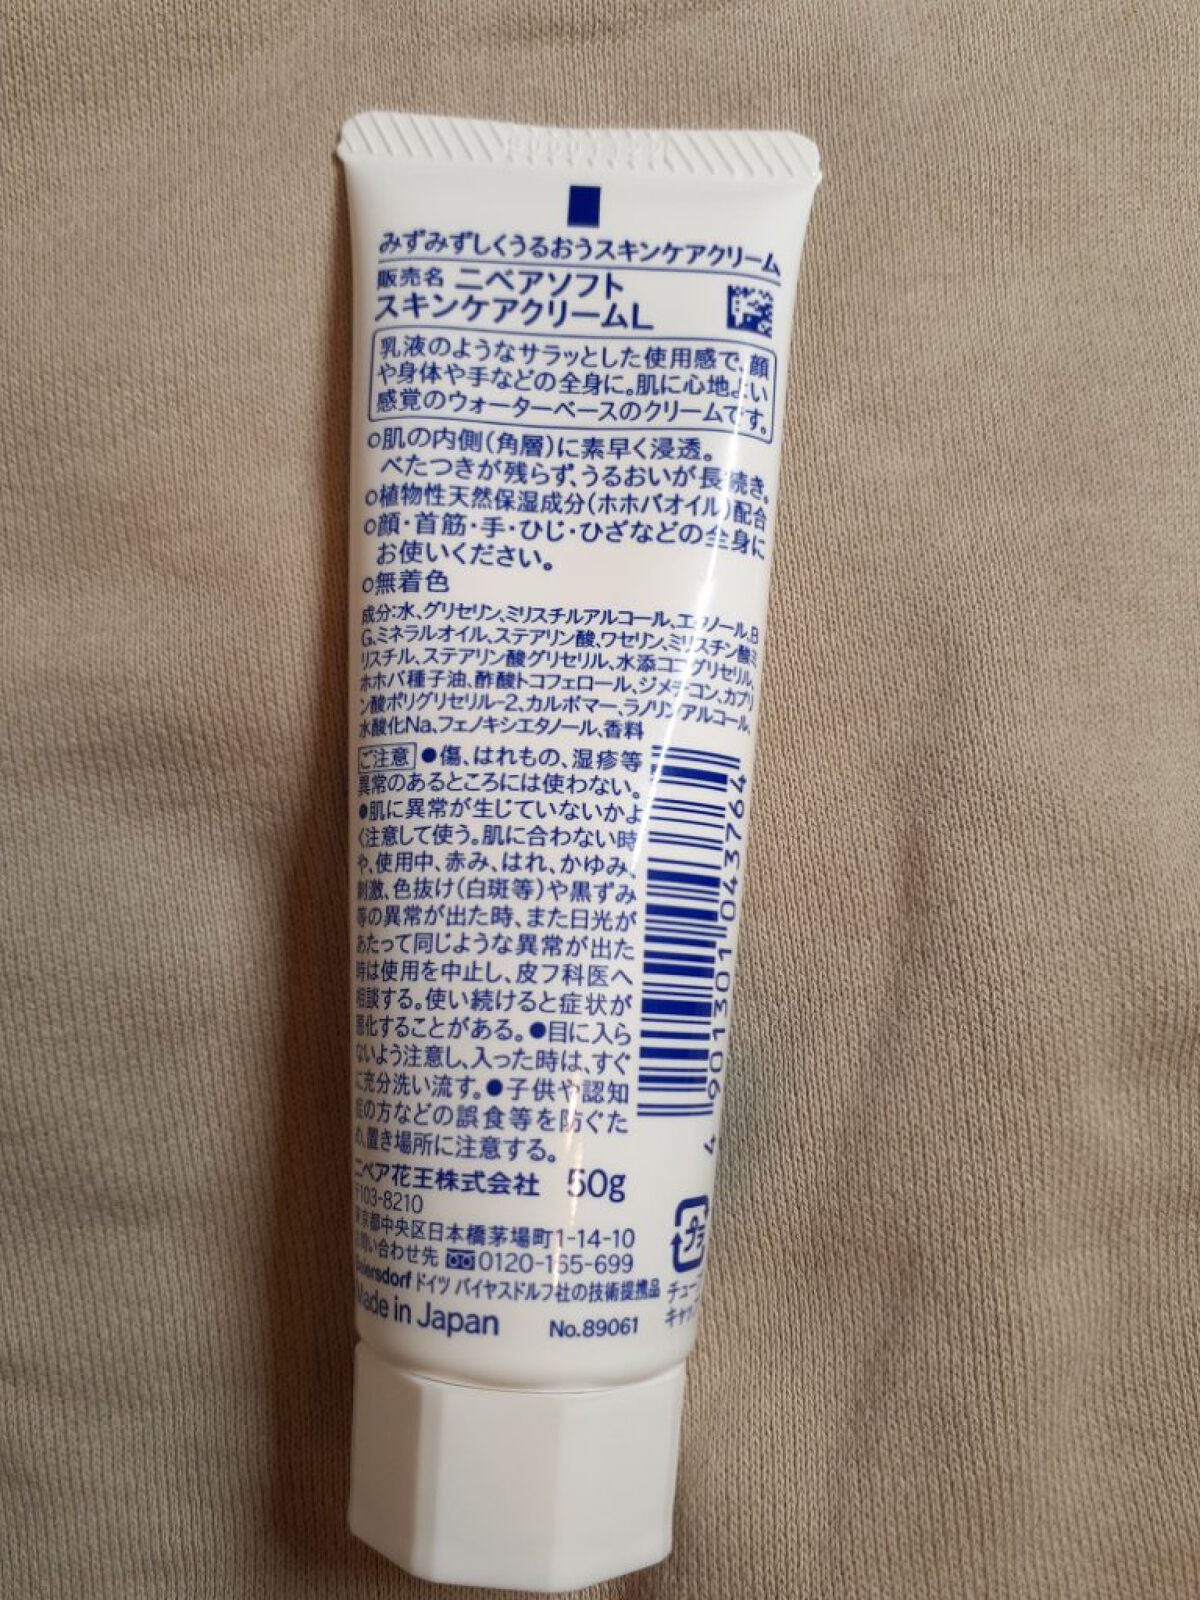 みずみずしくうるおうスキンケアクリーム
販売名 ニベアソフト
スキンケアクリームL
乳液のようなサラッとした使用感で、顔
や身体や手などの全身に。肌に心地よい
感覚のウォーターベースのクリームです。
○肌の内側(角層)に素早く浸透。
べたつきが残らず、うるおいが長続き。
○植物性天然保湿成分(ホホバオイル)配合
○顔・首筋・手・ひじ・ひざなどの全身に
お使いください。
○無着色
成分:水、グリセリン、ミリスチルアルコール、エタノール、B
G、ミネラルオイル、ステアリン酸、ワセリン、ミリスチン酸ミ
リスチル、ステアリン酸グリセリル、水添ココグリセリル、
ホホバ種子油、酢酸トコフェロール、ジメチコン、カプリ
ン酸ポリグリセリル-2、カルボマー、ラノリンアルコール、
水酸化Na、フェノキシエタノール、香料
ご注意 ●傷、はれもの、湿疹等
異常のあるところには使わない。
●肌に異常が生じていないかよ
く注意して使う。肌に合わない時
や、使用中、赤み、はれ、かゆみ、
刺激、色抜け(白斑等)や黒ずみ
等の異常が出た時、また日光が
あたって同じような異常が出た
時は使用を中止し、皮フ科医へ
相談する。使い続けると症状が
悪化することがある。●目に入ら
ないよう注意し、入った時は、すぐ
に充分洗い流す。●子供や認知
症の方などの誤食等を防ぐた
め、置き場所に注意する。
ニベア花王株式会社 50g
〒103-8210
東京都中央区日本橋茅場町1-14-10
お問い合わせ先 0120-165-699
Beiersdorf ドイツ バイヤスドルフ社の技術提携品
Made in Japan No.89061
4 901301 043764
プラ
チューブ
キャップ